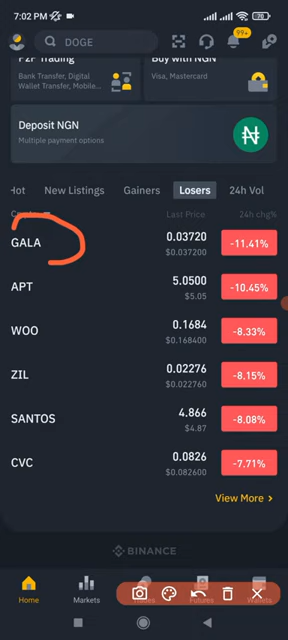 7:02 PM
70
DOGE
99+
P2P Trading
Buy with NGN
Bank Transfer, Digital
Wallet Transfer, Mobile...
Visa, Mastercard
Deposit NGN
Multiple payment options
Hot New Listings Gainers Losers 24h Vol
Last Price 24h chg%
GALA 0.03720 -11.41%
$0.037200
APT 5.0500 -10.45%
$5.05
WOO 0.1684 -8.33%
$0.168400
ZIL 0.02276 -8.15%
$0.022760
SANTOS 4.866 -8.08%
$4.87
CVC 0.0826 -7.71%
$0.082600
View More
BINANCE
Home Markets